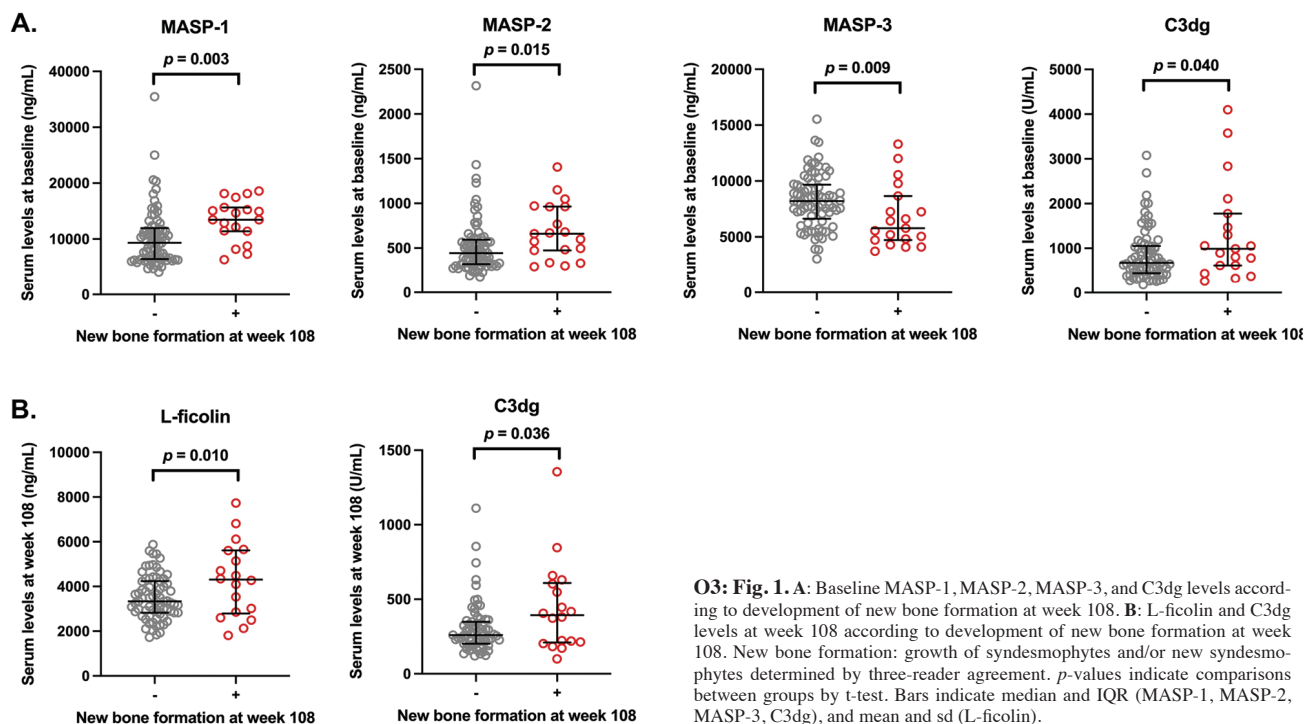 A.
MASP-1
p = 0.003
Serum levels at baseline (ng/mL)
40000
30000
20000
10000
0
-
+
New bone formation at week 108
MASP-2
p = 0.015
Serum levels at baseline (ng/mL)
2500
2000
1500
1000
500
0
-
+
New bone formation at week 108
MASP-3
p = 0.009
Serum levels at baseline (ng/mL)
20000
15000
10000
5000
0
-
+
New bone formation at week 108
C3dg
p = 0.040
Serum levels at baseline (U/mL)
5000
4000
3000
2000
1000
0
-
+
New bone formation at week 108
B.
L-ficolin
p = 0.010
Serum levels at week 108 (ng/mL)
10000
8000
6000
4000
2000
0
-
+
New bone formation at week 108
C3dg
p = 0.036
Serum levels at week 108 (U/mL)
1500
1000
500
0
-
+
New bone formation at week 108
O3: Fig. 1. A: Baseline MASP-1, MASP-2, MASP-3, and C3dg levels accord-
ing to development of new bone formation at week 108. B: L-ficolin and C3dg
levels at week 108 according to development of new bone formation at week
108. New bone formation: growth of syndesmophytes and/or new syndesmo-
phytes determined by three-reader agreement. p-values indicate comparisons
between groups by t-test. Bars indicate median and IQR (MASP-1, MASP-2,
MASP-3, C3dg), and mean and sd (L-ficolin).